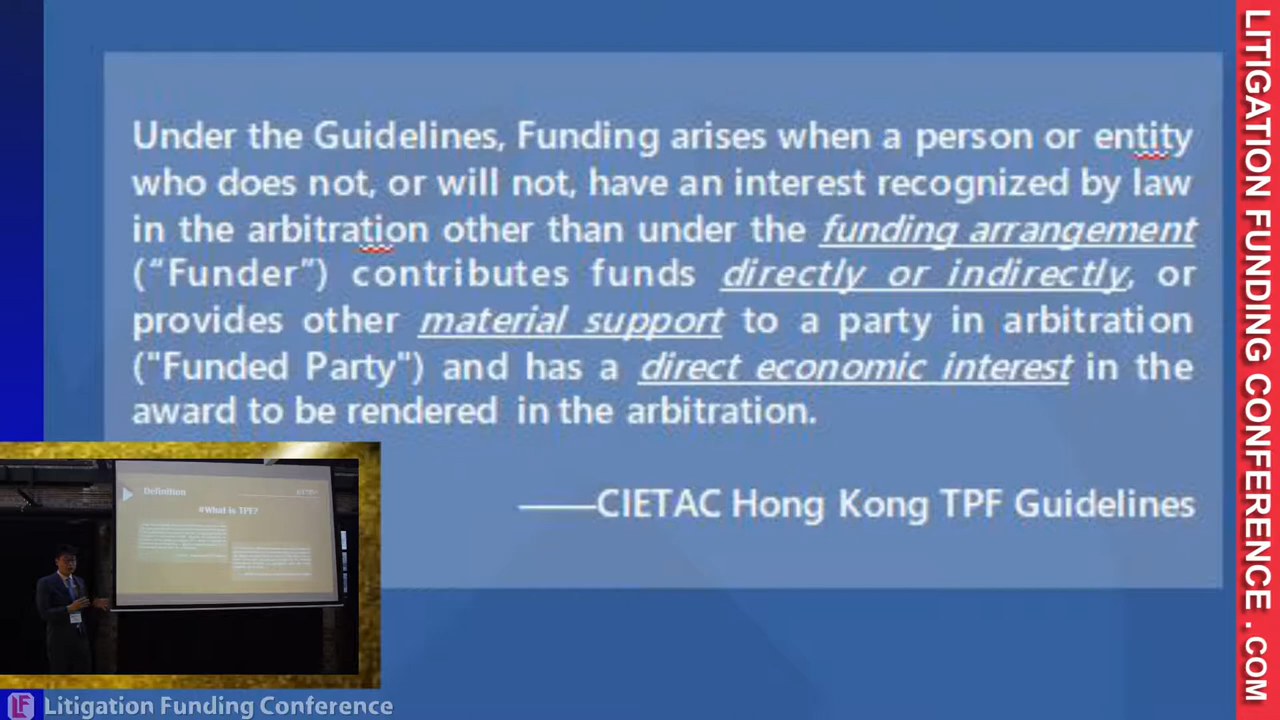 Under the Guidelines, Funding arises when a person or entity
who does not, or will not, have an interest recognized by law
in the arbitration other than under the funding arrangement
(“Funder”) contributes funds directly or indirectly, or
provides other material support to a party in arbitration
("Funded Party") and has a direct economic interest in the
award to be rendered in the arbitration.
——CIETAC Hong Kong TPF Guidelines
Definition
#What is TPF?
Litigation Funding Conference
LITIGATION FUNDING CONFERENCE . COM